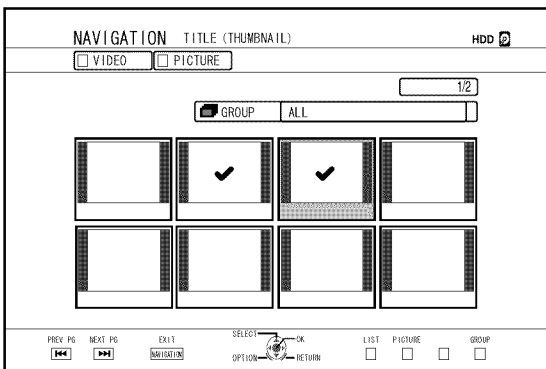 NAVIGATION TITLE (THUMBNAIL) HDD
VIDEO PICTURE
1/2
GROUP ALL
PREV PG NEXT PG EXIT SELECT OK LIST PICTURE GROUP
NAVIGATION OPTION RETURN